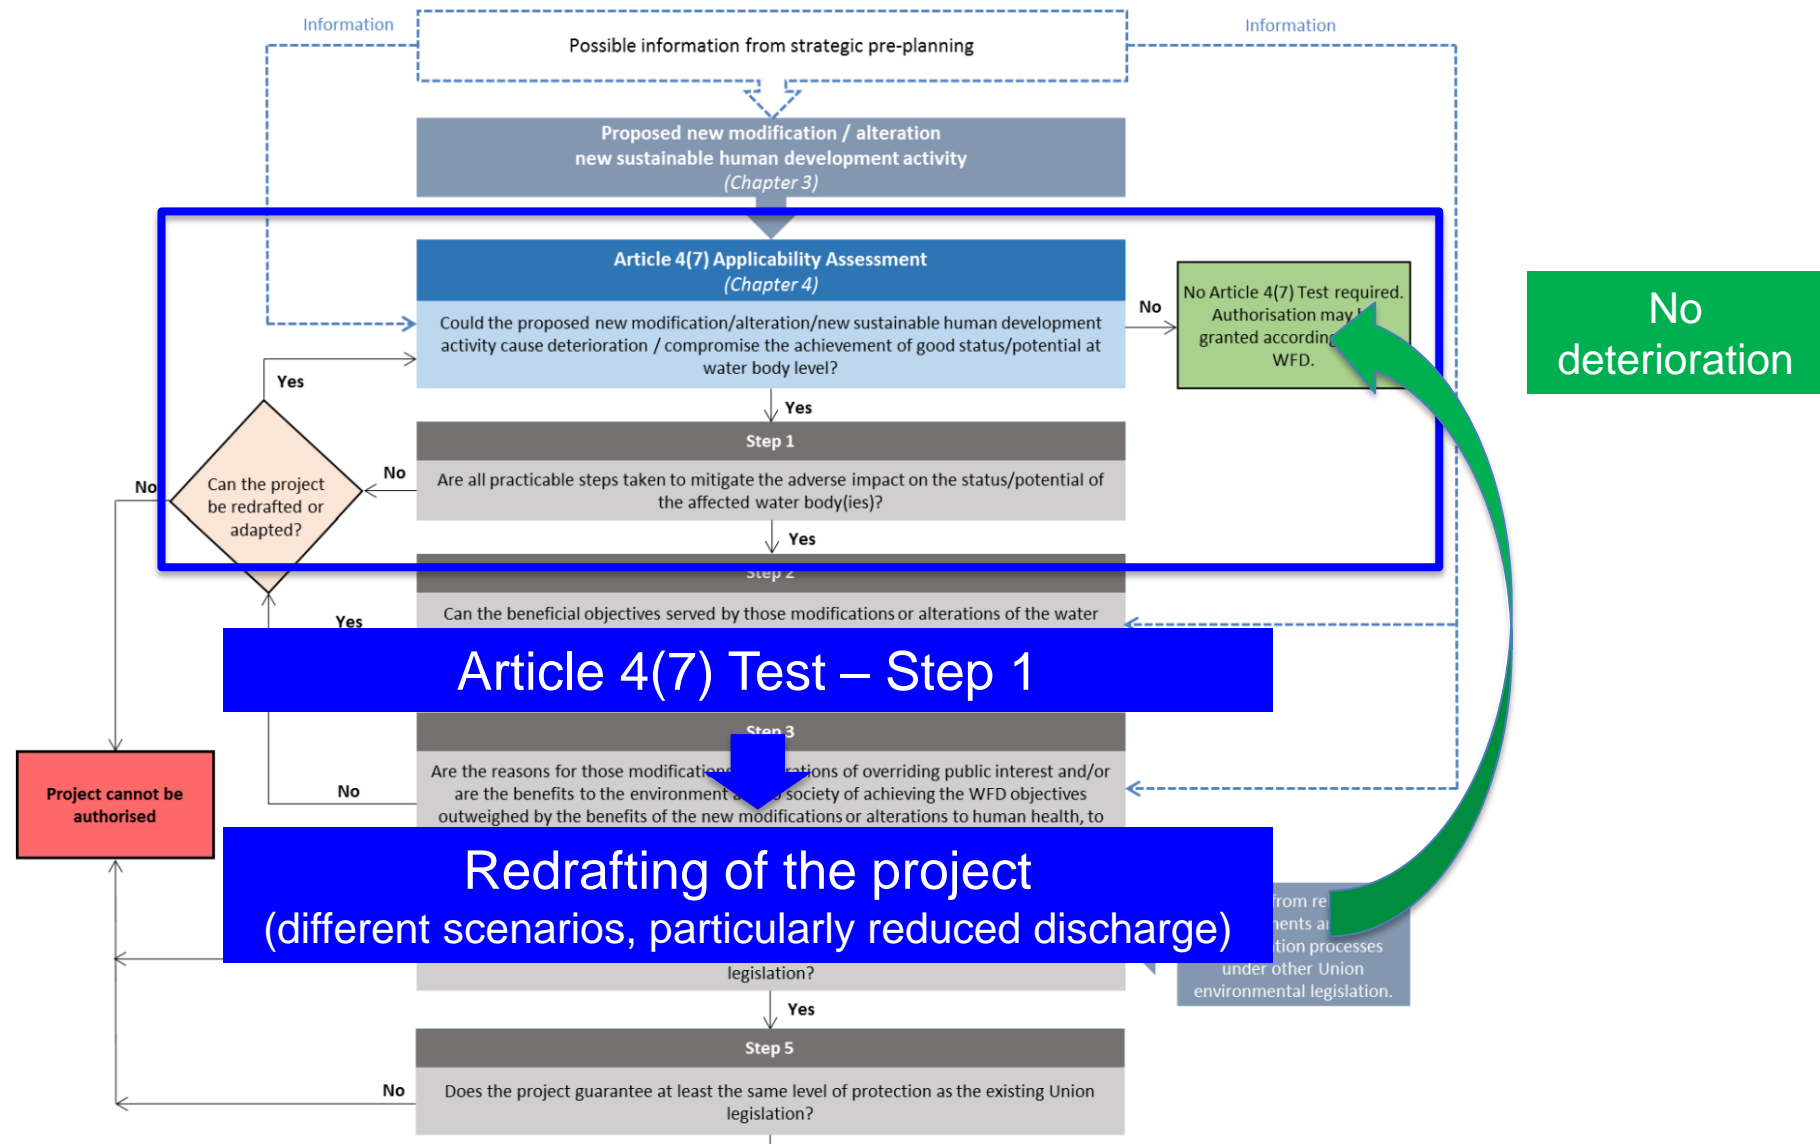 Information
Information
Possible information from strategic pre-planning
Proposed new modification / alteration
new sustainable human development activity
(Chapter 3)
Article 4(7) Applicability Assessment
(Chapter 4)
Could the proposed new modification/alteration/new sustainable human development
activity cause deterioration / compromise the achievement of good status/potential at
water body level?
No
No Article 4(7) Test required.
Authorisation may
granted according
WFD.
No
deterioration
Yes
Yes
Step 1
Are all practicable steps taken to mitigate the adverse impact on the status/potential of
the affected water body(ies)?
No
Can the project
be redrafted or
adapted?
No
Yes
Step 2
Can the beneficial objectives served by those modifications or alterations of the water
Yes
Article 4(7) Test – Step 1
Step 3
Are the reasons for those modifications of overriding public interest and/or
are the benefits to the environment society of achieving the WFD objectives
outweighed by the benefits of the new modifications or alterations to human health, to
No
Project cannot be
authorised
Redrafting of the project
(different scenarios, particularly reduced discharge)
from
processes
under other Union
environmental legislation.
legislation?
Yes
Step 5
Does the project guarantee at least the same level of protection as the existing Union
legislation?
No